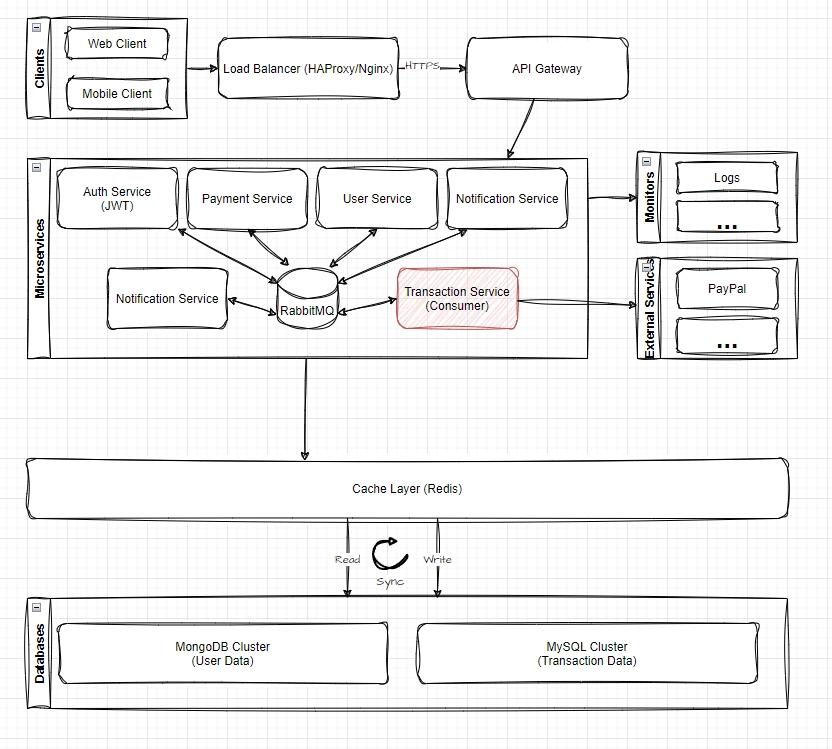 Clients
Web Client
Mobile Client
Load Balancer (HAProxy/Nginx)
HTTPS
API Gateway
Microservices
Auth Service
(JWT)
Payment Service
User Service
Notification Service
Notification Service
RabbitMQ
Transaction Service
(Consumer)
Monitors
Logs
...
External Services
PayPal
...
Cache Layer (Redis)
Read
Sync
Write
Databases
MongoDB Cluster
(User Data)
MySQL Cluster
(Transaction Data)